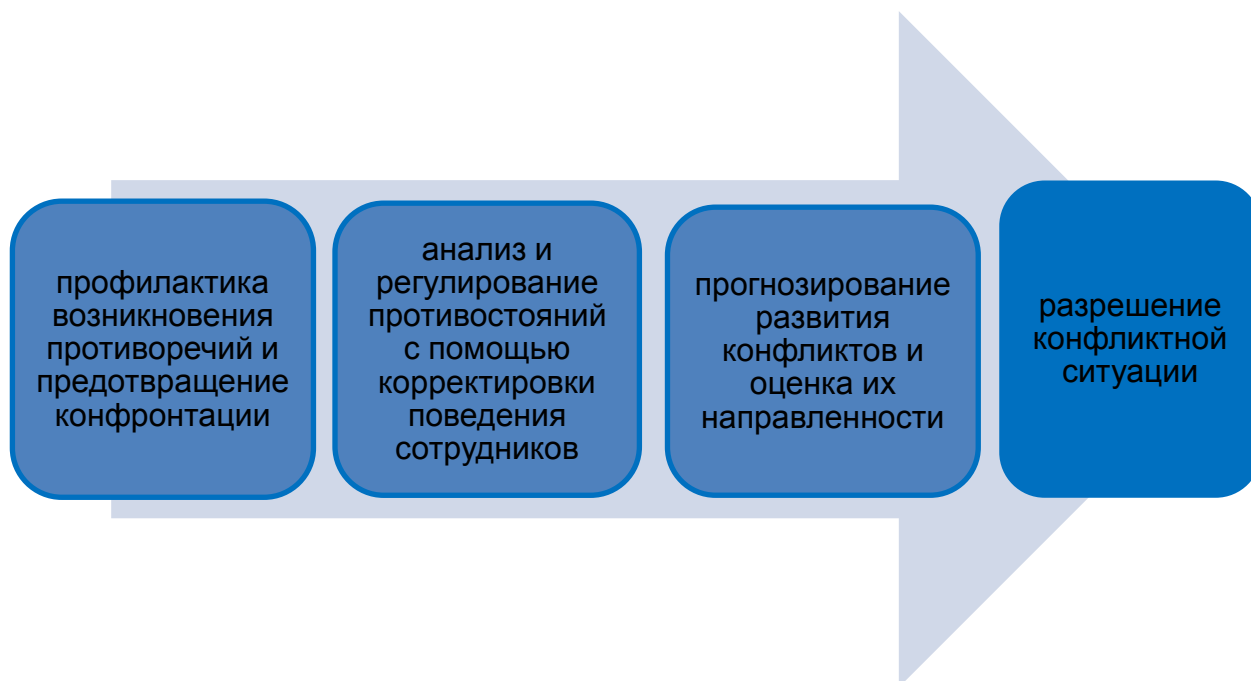 профилактика
возникновения
противоречий и
предотвращение
конфронтации
анализ и
регулирование
противостояний
с помощью
корректировки
поведения
сотрудников
прогнозирование
развития
конфликтов и
оценка их
направленности
разрешение
конфликтной
ситуации